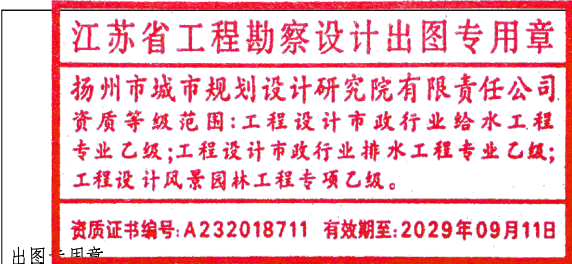 江苏省工程勘察设计出图专用章
扬州市城市规划设计研究院有限责任公司
资质等级范围:工程设计市政行业给水工程
专业乙级;工程设计市政行业排水工程专业乙级;
工程设计风景园林工程专项乙级。
资质证书编号:A232018711 有效期至:2029年09月11日
出图专用章